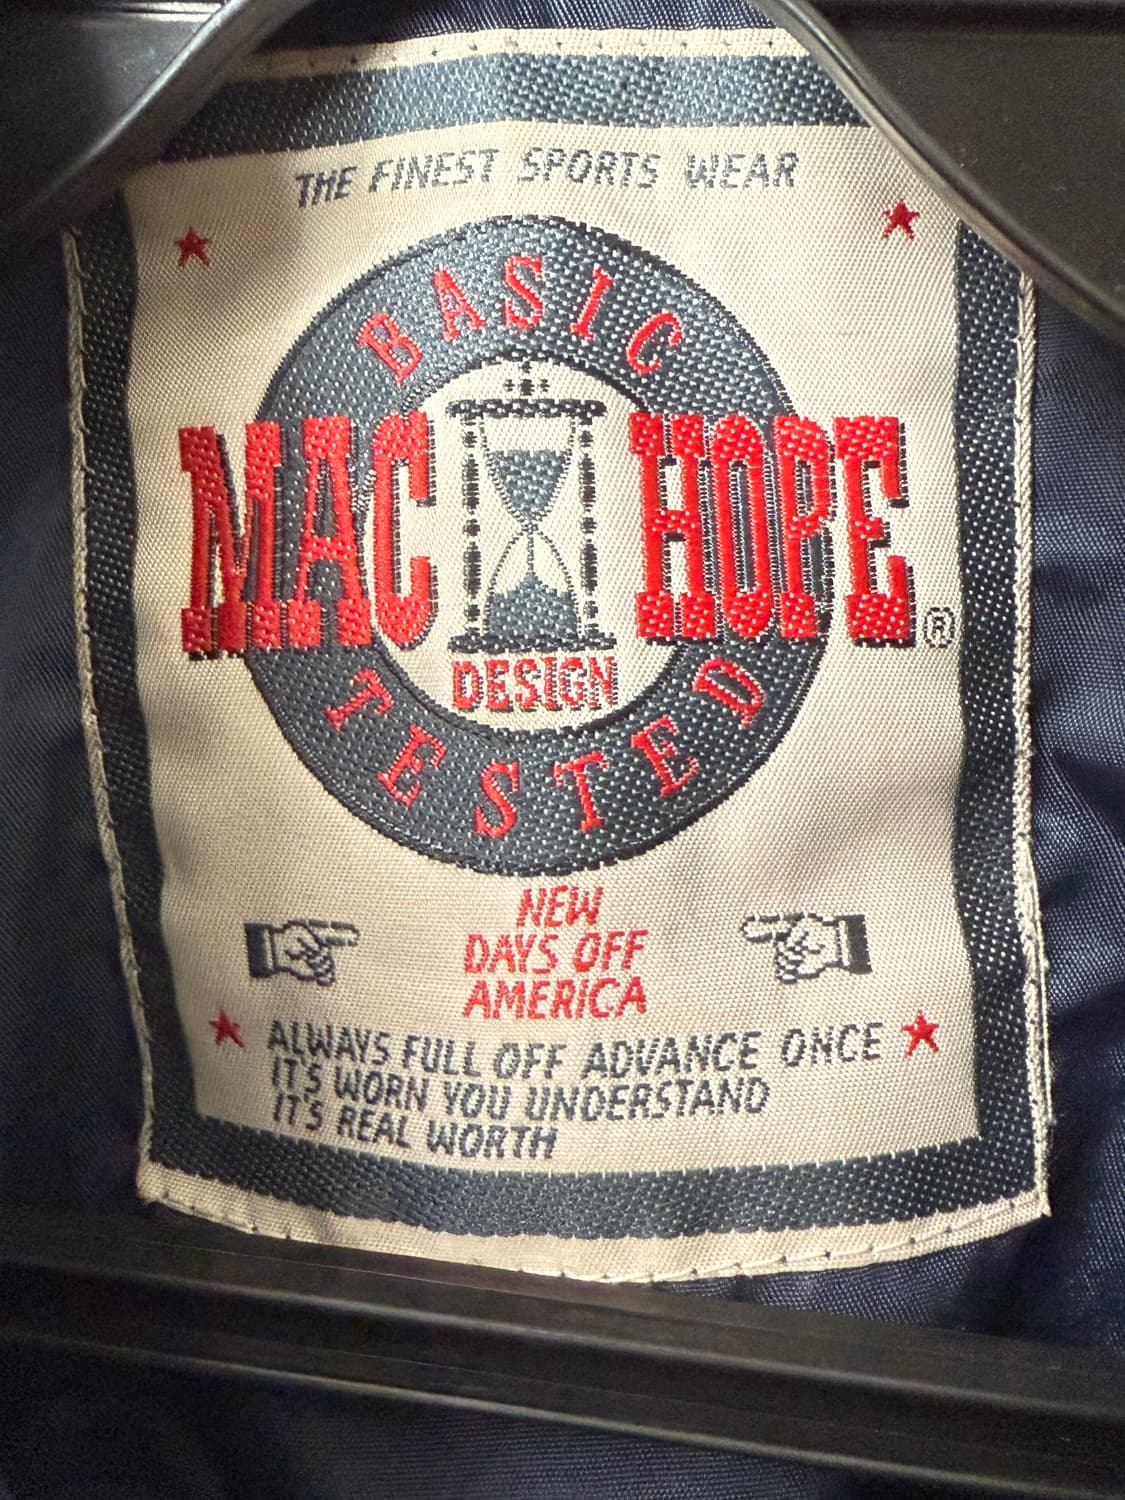 THE FINEST SPORTS WEAR
BASIC
MAC HOPE ®
DESIGN
TESTED
NEW
DAYS OFF
AMERICA
ALWAYS FULL OFF ADVANCE ONCE
IT'S WORN YOU UNDERSTAND
IT'S REAL WORTH